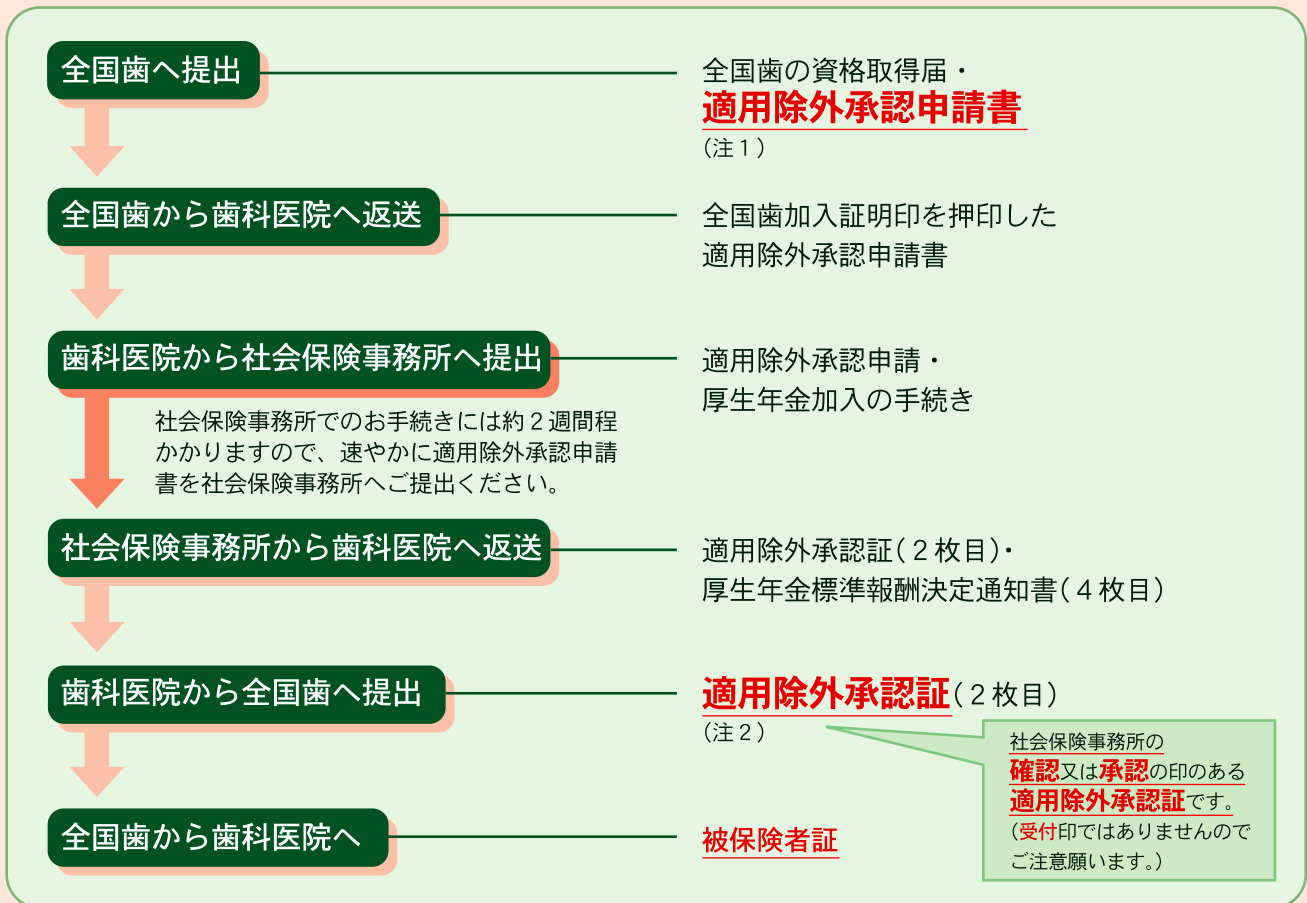 全国歯へ提出
全国歯の資格取得届・
適用除外承認申請書
（注１）
全国歯から歯科医院へ返送
全国歯加入証明印を押印した
適用除外承認申請書
歯科医院から社会保険事務所へ提出
適用除外承認申請・
厚生年金加入の手続き
社会保険事務所でのお手続きには約２週間程
かかりますので、速やかに適用除外承認申請
書を社会保険事務所へご提出ください。
社会保険事務所から歯科医院へ返送
適用除外承認証（２枚目）・
厚生年金標準報酬決定通知書（４枚目）
歯科医院から全国歯へ提出
適用除外承認証（２枚目）
（注２）
社会保険事務所の
確認又は承認の印のある
適用除外承認証です。
（受付印ではありませんので
ご注意願います。）
全国歯から歯科医院へ
被保険者証